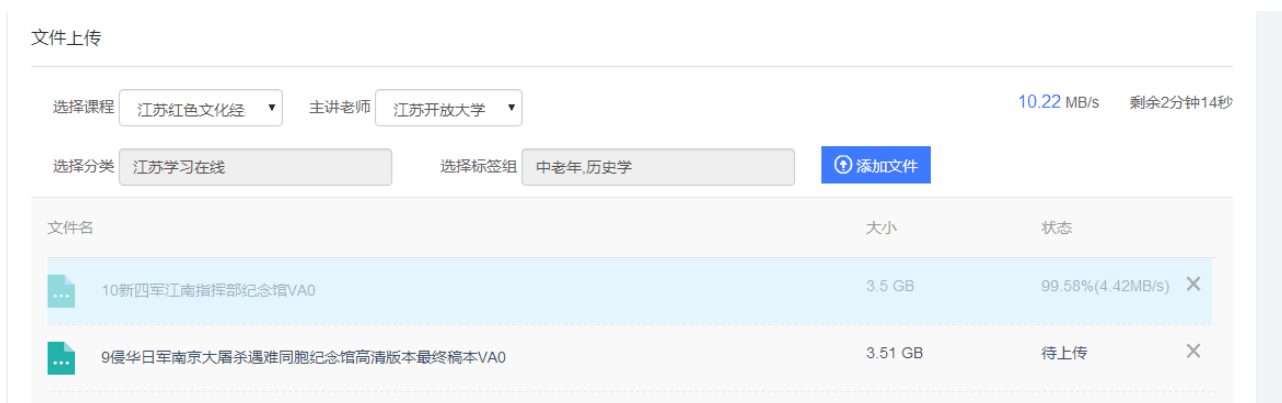 文件上传
选择课程 江苏红色文化经 主讲老师 江苏开放大学 10.22 MB/s 剩余2分钟14秒
选择分类 江苏学习在线 选择标签组 中老年,历史学 添加文件
文件名 大小 状态
10新四军江南指挥部纪念馆VA0 3.5 GB 99.58%(4.42MB/s)
9侵华日军南京大屠杀遇难同胞纪念馆高清版本最终稿本VA0 3.51 GB 待上传